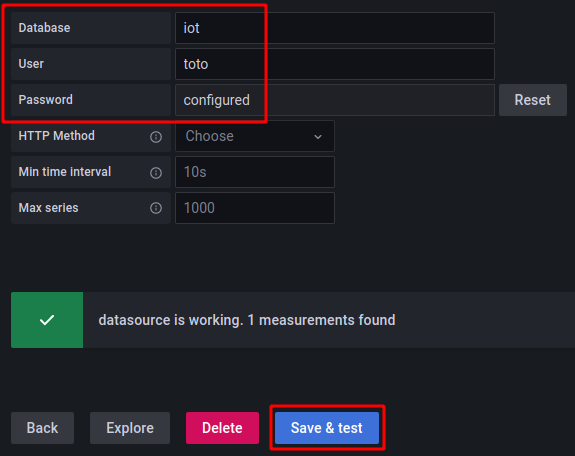 Database iot
User toto
Password configured Reset
HTTP Method Choose
Min time interval 10s
Max series 1000
datasource is working. 1 measurements found
Back Explore Delete Save & test